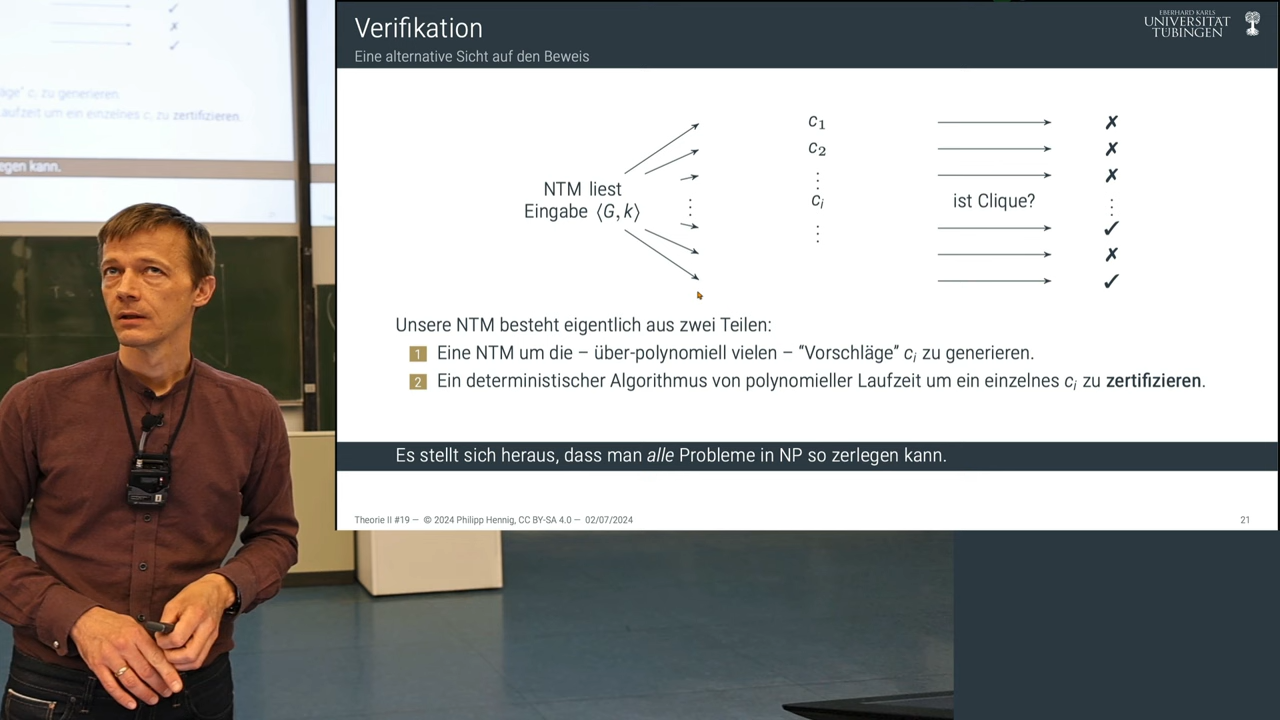 äge" cᵢ zu generieren
aufzeit um ein einzelnes cᵢ zu zertifizieren.
egen kann.
Verifikation
Eine alternative Sicht auf den Beweis
EBERHARD KARLS
UNIVERSITÄT
TÜBINGEN
NTM liest
Eingabe ⟨G, k⟩
c₁
c₂
⋮
cᵢ
⋮
ist Clique?
✗
✗
✗
⋮
✓
✗
✓
Unsere NTM besteht eigentlich aus zwei Teilen:
1 Eine NTM um die – über-polynomiell vielen – "Vorschläge" cᵢ zu generieren.
2 Ein deterministischer Algorithmus von polynomieller Laufzeit um ein einzelnes cᵢ zu zertifizieren.
Es stellt sich heraus, dass man alle Probleme in NP so zerlegen kann.
Theorie II #19 — © 2024 Philipp Hennig, CC BY-SA 4.0 — 02/07/2024
21